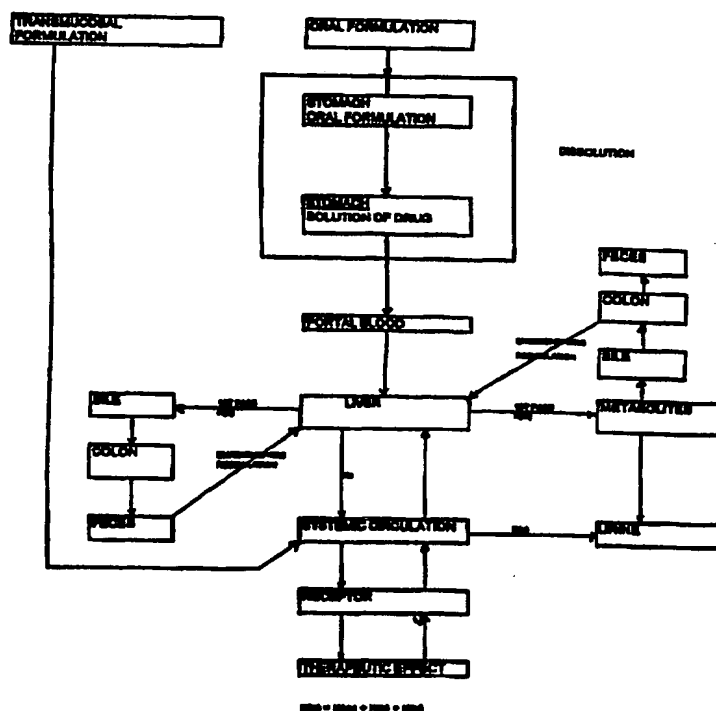 TRANSMUCOSAL
FORMULATION
ORAL FORMULATION
STOMACH
ORAL FORMULATION
DISSOLUTION
STOMACH
SOLUTION OF DRUG
FECES
COLON
PORTAL BLOOD
BILE
BILE
LIVER
METABOLITES
COLON
FECES
SYSTEMIC CIRCULATION
URINE
RECEPTOR
THERAPEUTIC EFFECT